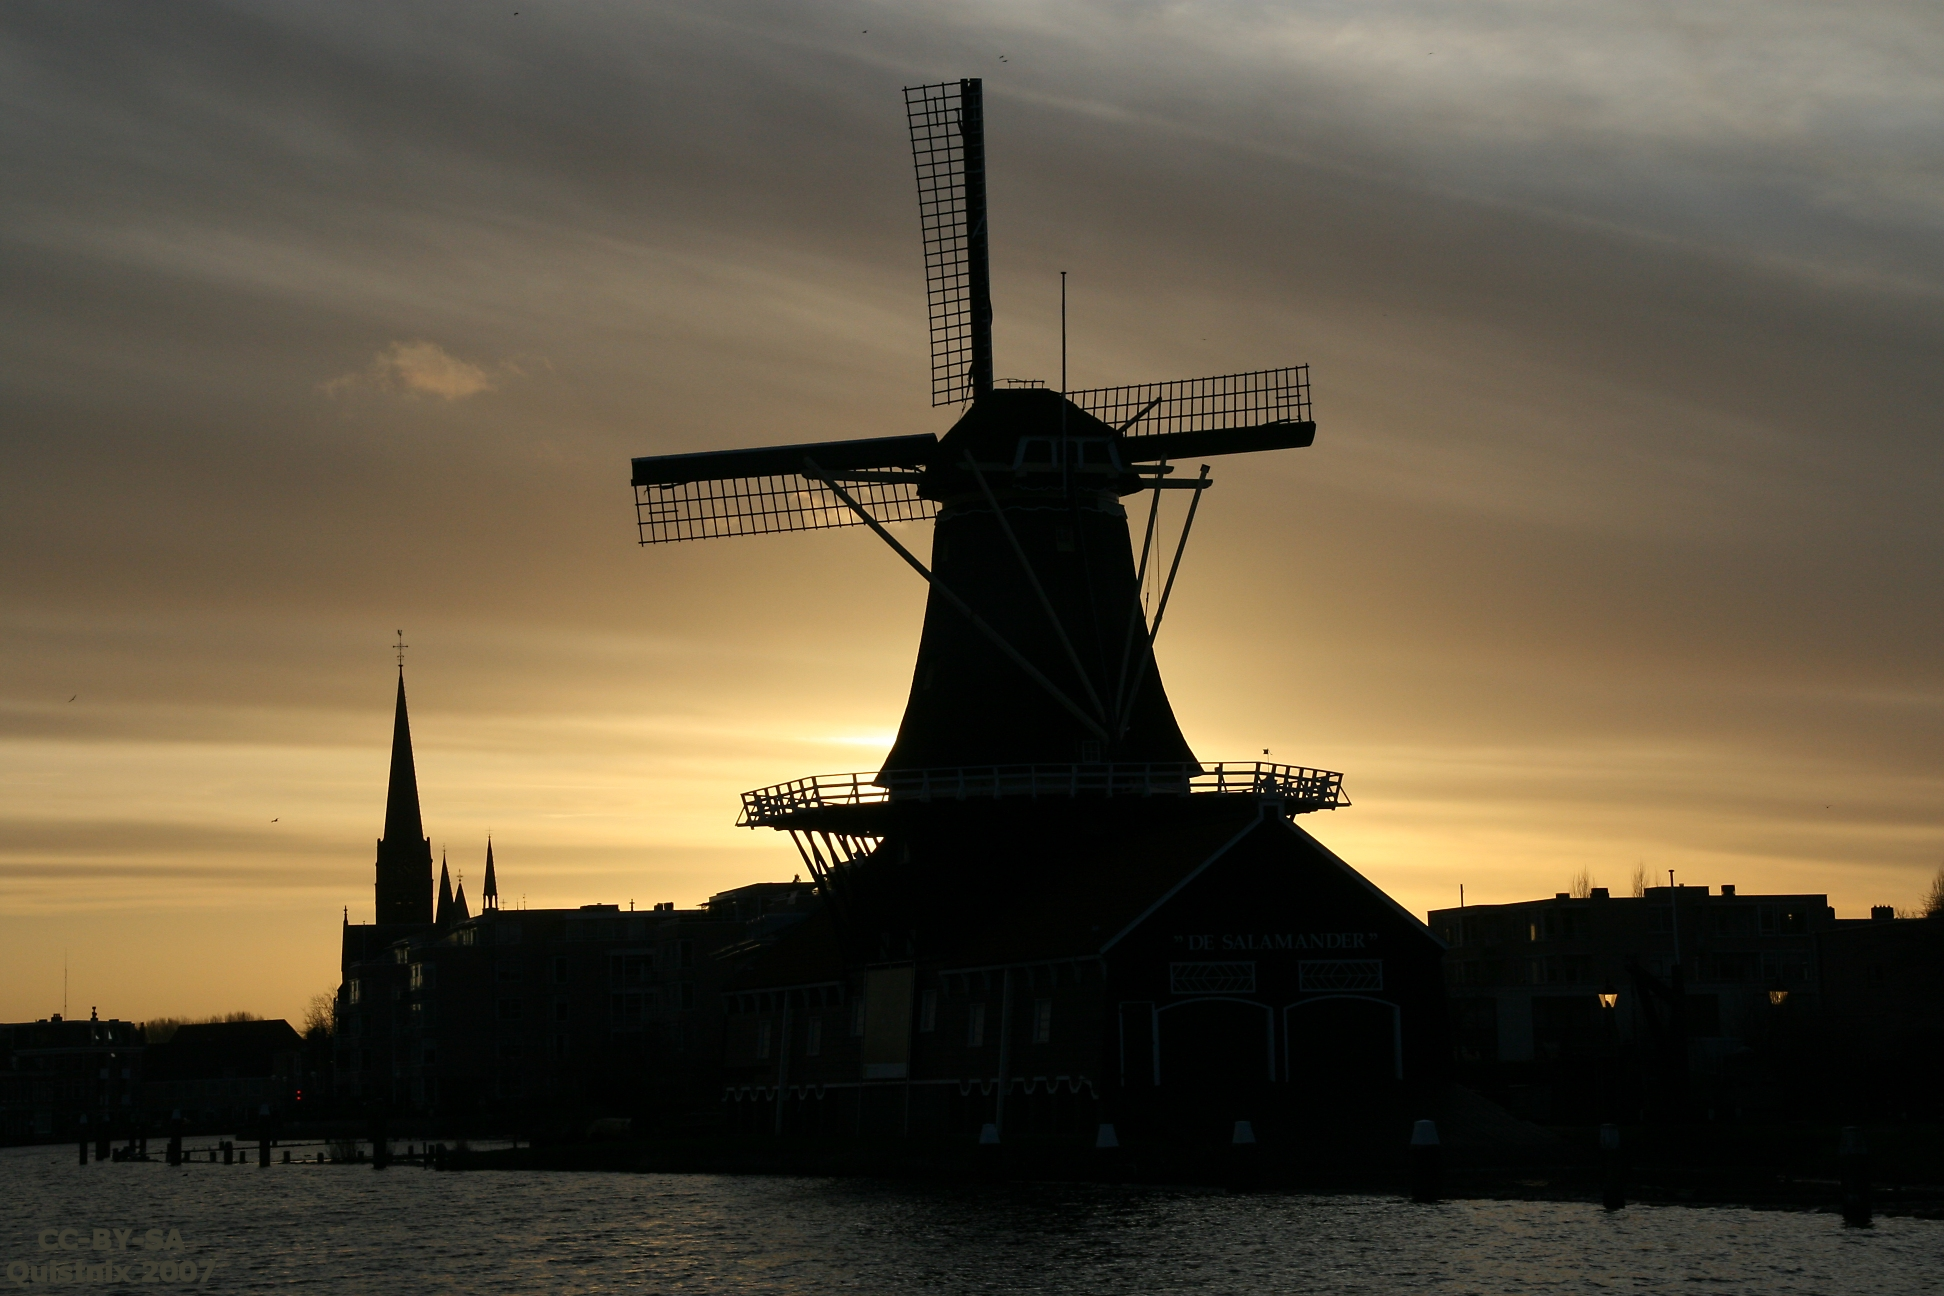 ”DE SALAMANDER”
CC-BY-SA
Quistnix 2007